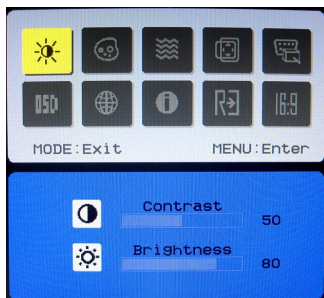 OSD
R
16:9
MODE:Exit MENU:Enter
Contrast
50
Brightness
80